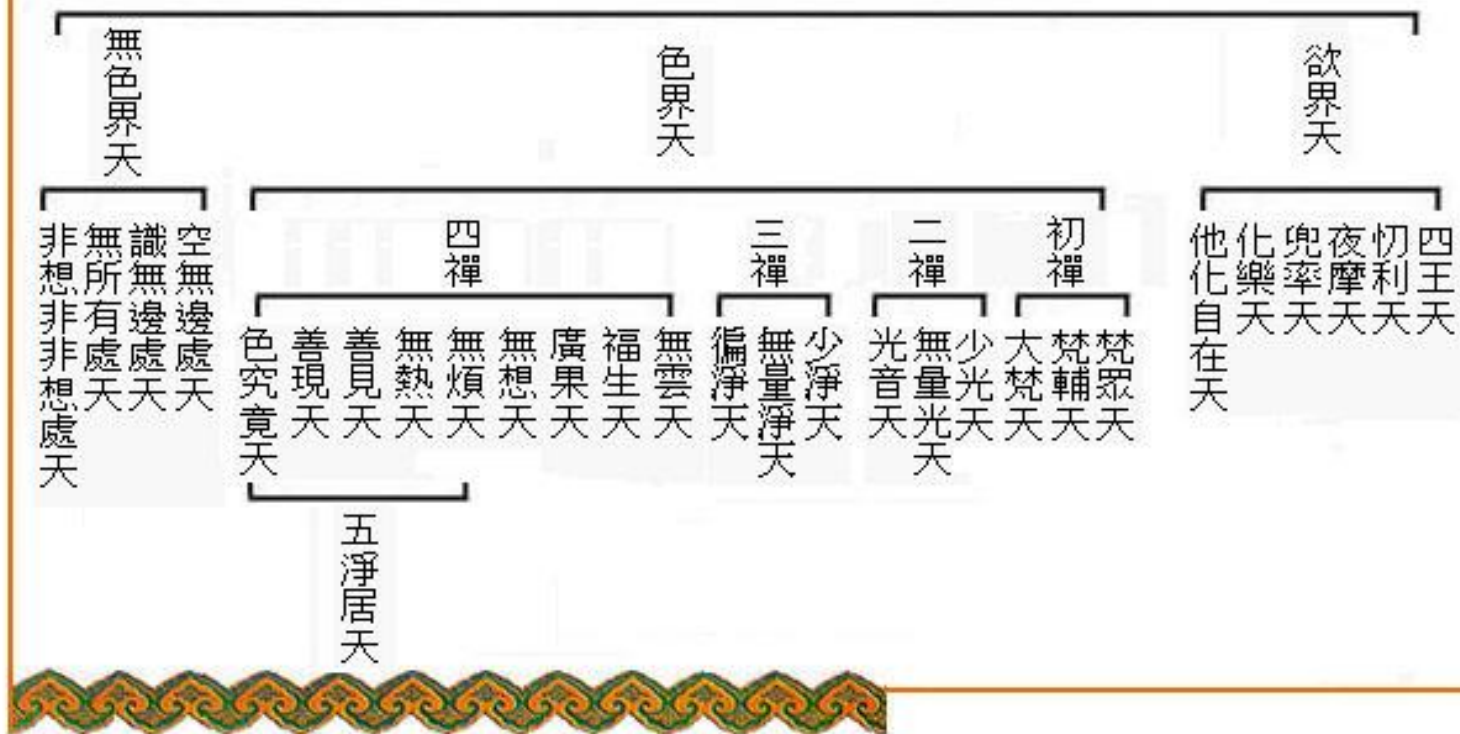 欲界天
四王天
忉利天
夜摩天
兜率天
化樂天
他化自在天
色界天
初禪
梵眾天
梵輔天
大梵天
二禪
少光天
無量光天
光音天
三禪
少淨天
無量淨天
徧淨天
四禪
無雲天
福生天
廣果天
無想天
無煩天
無熱天
善見天
善現天
色究竟天
五淨居天
無色界天
空無邊處天
識無邊處天
無所有處天
非想非非想處天